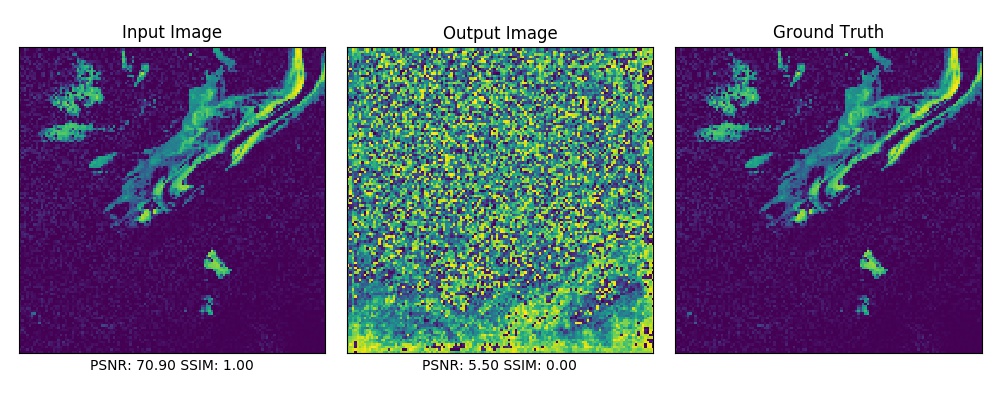 Input Image
Output Image
Ground Truth
PSNR: 70.90 SSIM: 1.00
PSNR: 5.50 SSIM: 0.00